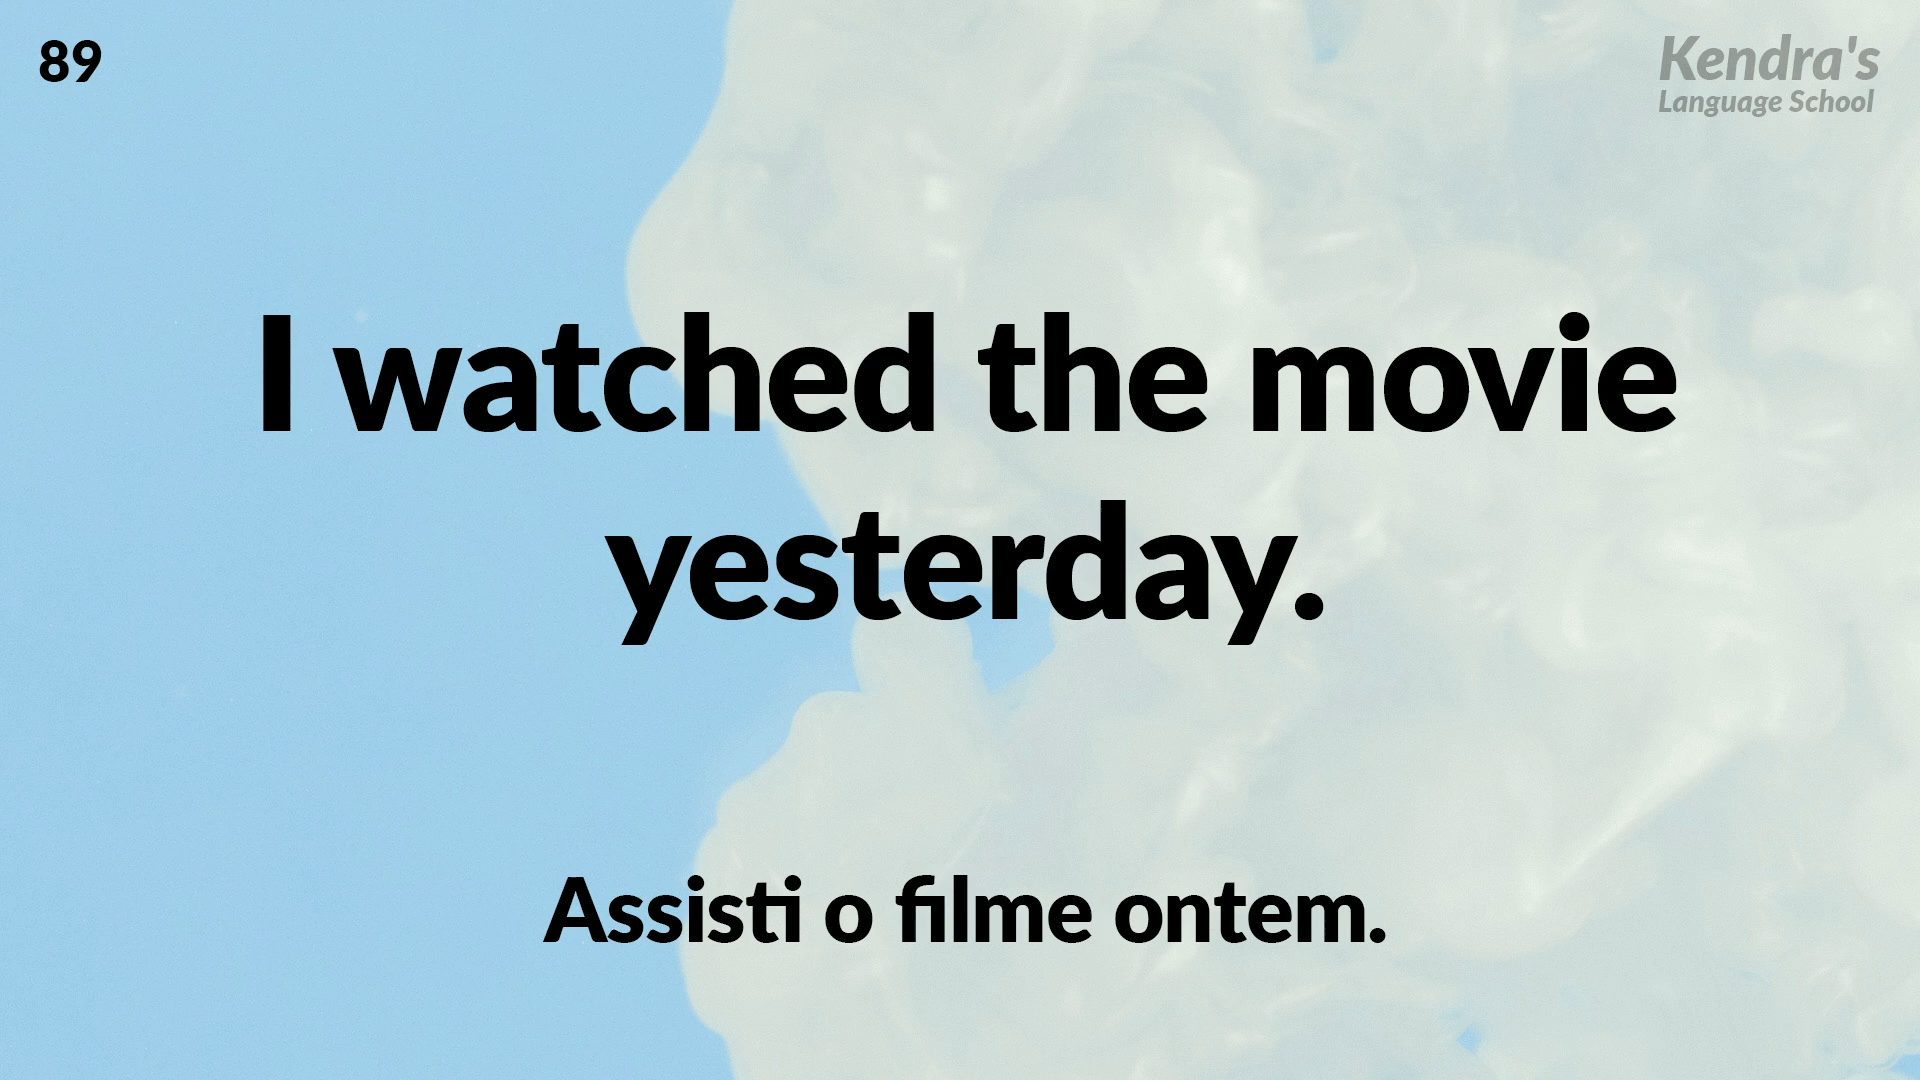 89
Kendra's
Language School
I watched the movie
yesterday.
Assisti o filme ontem.